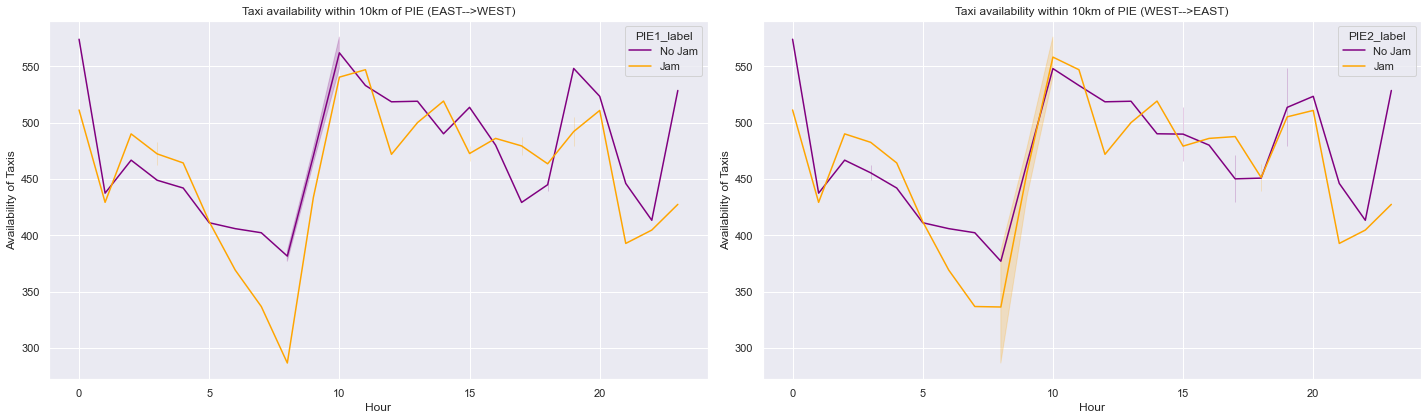 Taxi availability within 10km of PIE (EAST-->WEST)
PIE1_label
No Jam
Jam
Availability of Taxis
550
500
450
400
350
300
0 5 10 15 20
Hour
Taxi availability within 10km of PIE (WEST-->EAST)
PIE2_label
No Jam
Jam
Availability of Taxis
550
500
450
400
350
300
0 5 10 15 20
Hour